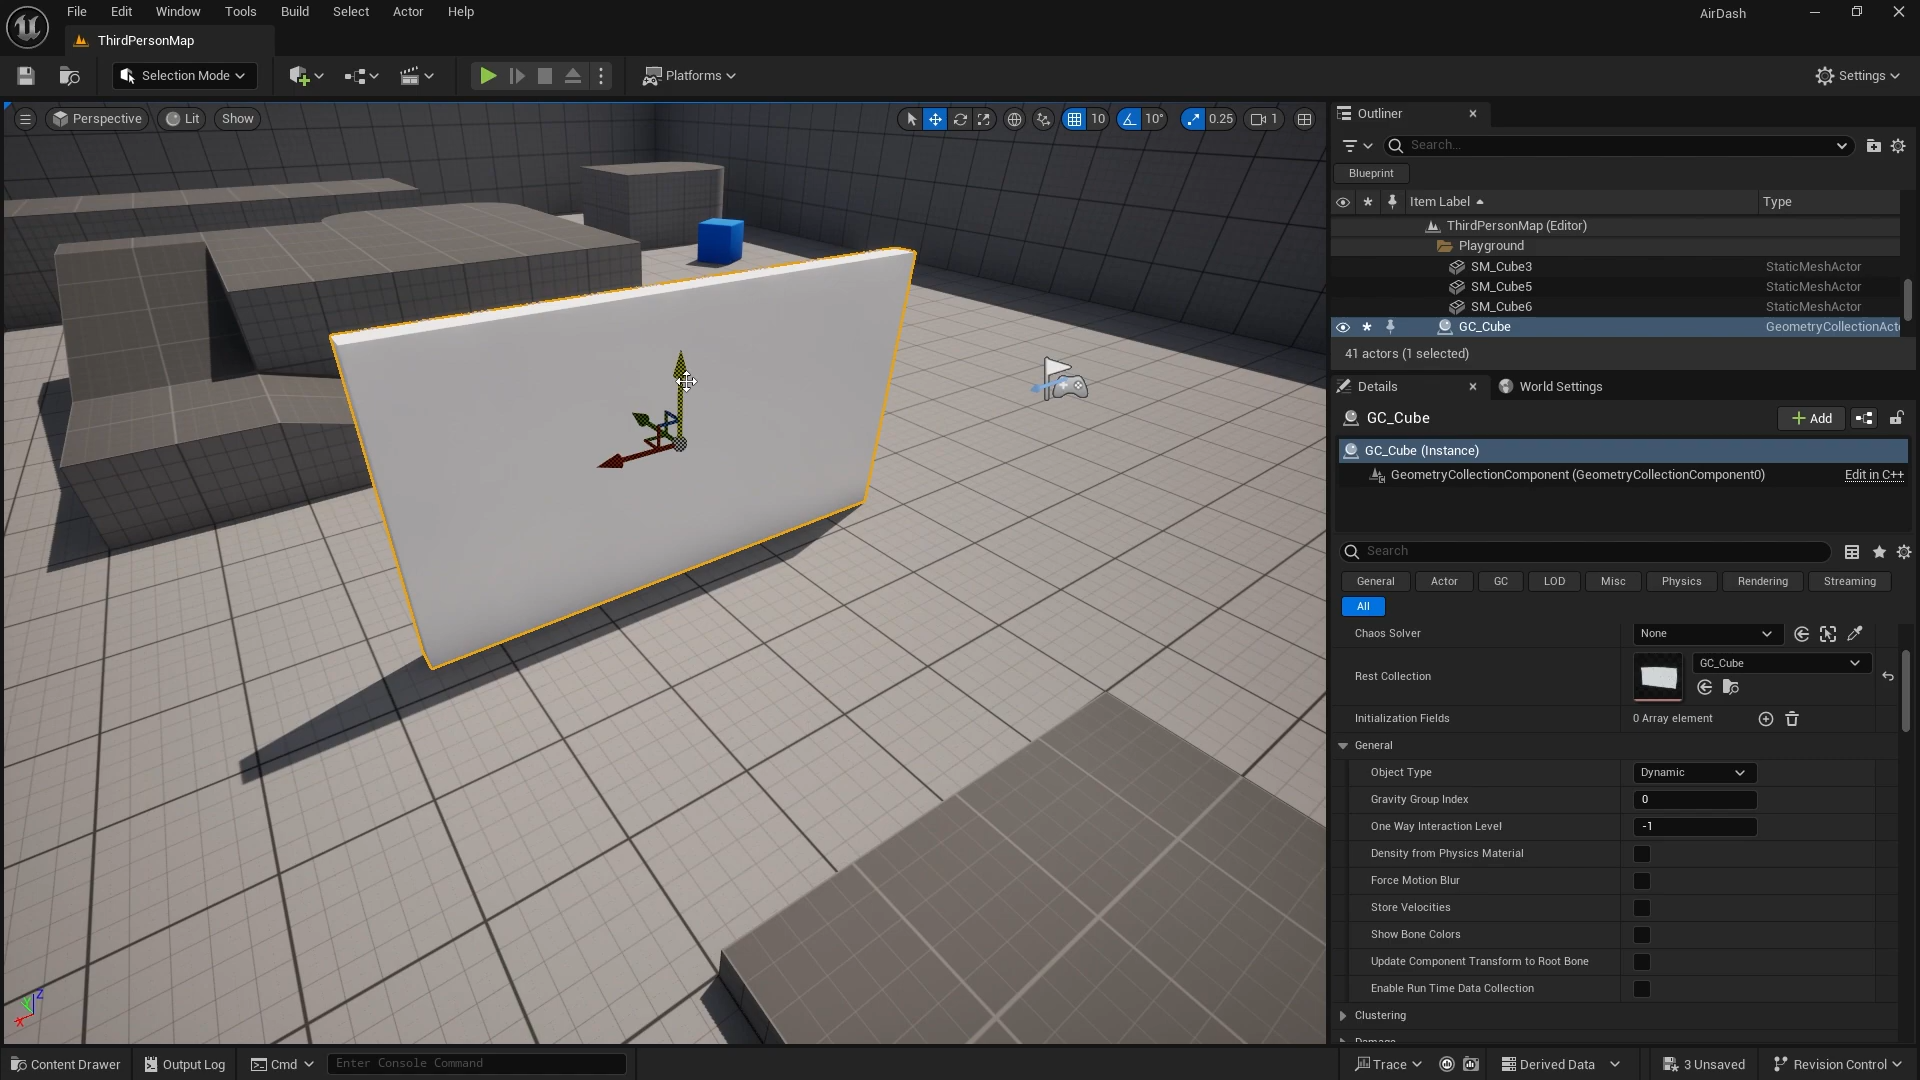 File Edit Window Tools Build Select Actor Help
AirDash
ThirdPersonMap
Selection Mode
Platforms
Settings
Perspective Lit Show
10 10° 0.25 1
Outliner
Search...
Blueprint
Item Label Type
ThirdPersonMap (Editor)
Playground
SM_Cube3 StaticMeshActor
SM_Cube5 StaticMeshActor
SM_Cube6 StaticMeshActor
GC_Cube GeometryCollectionAct
41 actors (1 selected)
Details World Settings
GC_Cube
Add
GC_Cube (Instance)
GeometryCollectionComponent (GeometryCollectionComponent0) Edit in C++
Search
General Actor GC LOD Misc Physics Rendering Streaming
All
Chaos Solver None
Rest Collection GC_Cube
Initialization Fields 0 Array element
General
Object Type Dynamic
Gravity Group Index 0
One Way Interaction Level -1
Density from Physics Material
Force Motion Blur
Store Velocities
Show Bone Colors
Update Component Transform to Root Bone
Enable Run Time Data Collection
Clustering
Z
Y
X
Content Drawer Output Log Cmd Enter Console Command
Trace Derived Data 3 Unsaved Revision Control